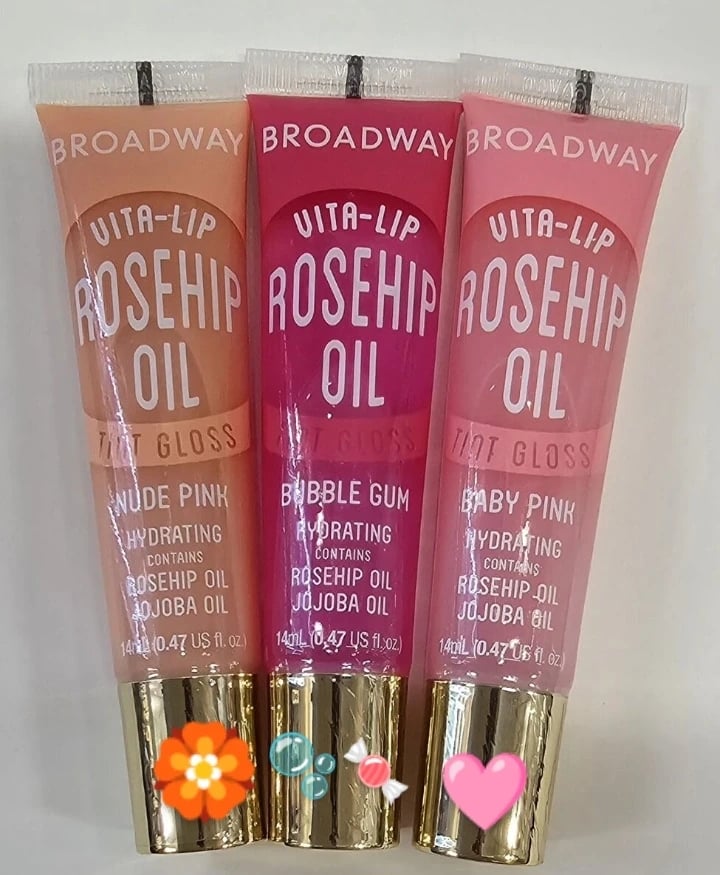 BROADWAY
VITA-LIP
ROSEHIP
OIL
TINT GLOSS
NUDE PINK
HYDRATING
CONTAINS
ROSEHIP OIL
JOJOBA OIL
14mL (0.47 US fl. oz.)
BROADWAY
VITA-LIP
ROSEHIP
OIL
TINT GLOSS
BUBBLE GUM
HYDRATING
CONTAINS
ROSEHIP OIL
JOJOBA OIL
14mL (0.47 US fl. oz.)
BROADWAY
VITA-LIP
ROSEHIP
OIL
TINT GLOSS
BABY PINK
HYDRATING
CONTAINS
ROSEHIP OIL
JOJOBA OIL
14mL (0.47 US fl. oz.)